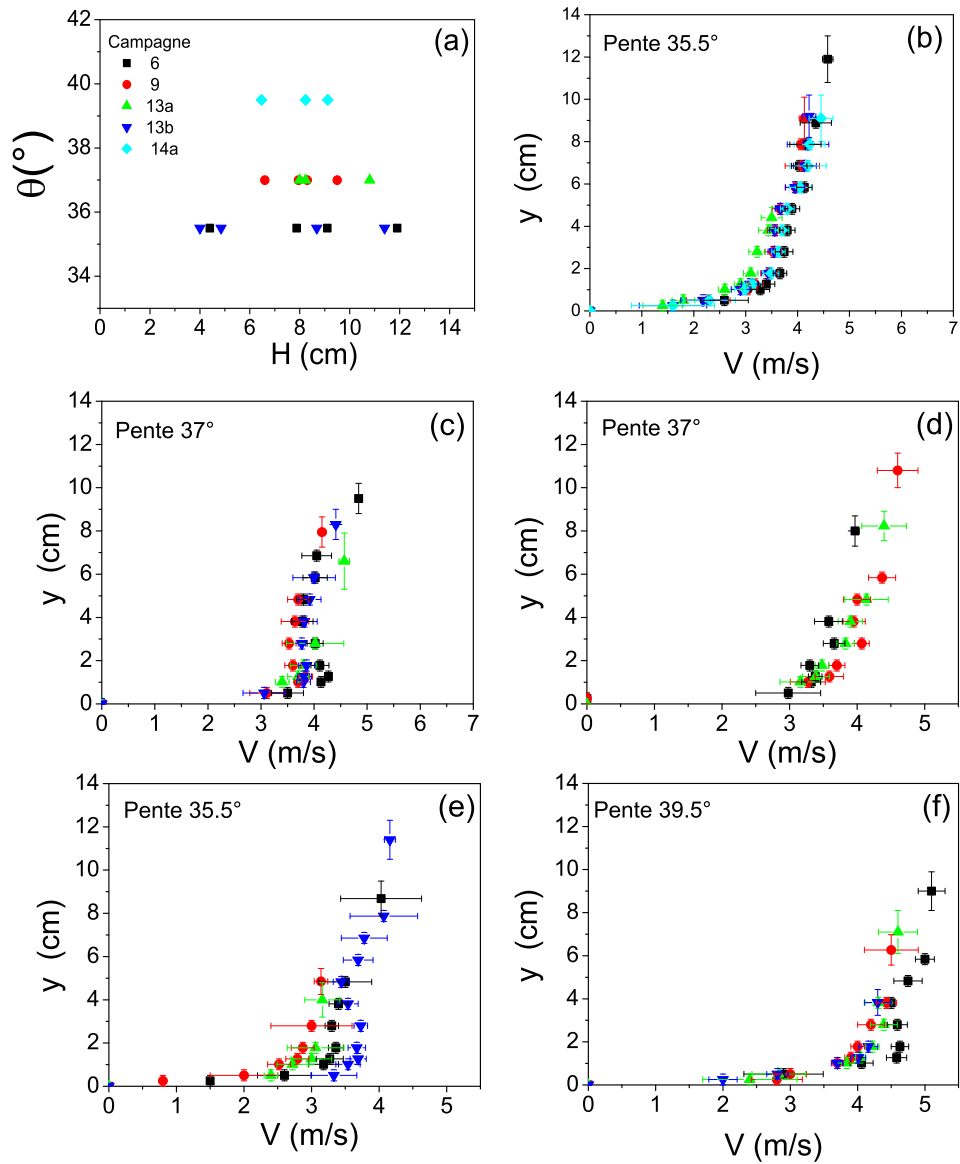 (a)
Campagne
6
9
13a
13b
14a
θ(°)
42
40
38
36
34
0 2 4 6 8 10 12 14
H (cm)
(b)
Pente 35.5°
y (cm)
14
12
10
8
6
4
2
0
0 1 2 3 4 5 6 7
V (m/s)
(c)
Pente 37°
y (cm)
14
12
10
8
6
4
2
0
0 1 2 3 4 5 6 7
V (m/s)
(d)
Pente 37°
y (cm)
14
12
10
8
6
4
2
0
0 1 2 3 4 5
V (m/s)
(e)
Pente 35.5°
y (cm)
14
12
10
8
6
4
2
0
0 1 2 3 4 5
V (m/s)
(f)
Pente 39.5°
y (cm)
14
12
10
8
6
4
2
0
0 1 2 3 4 5
V (m/s)